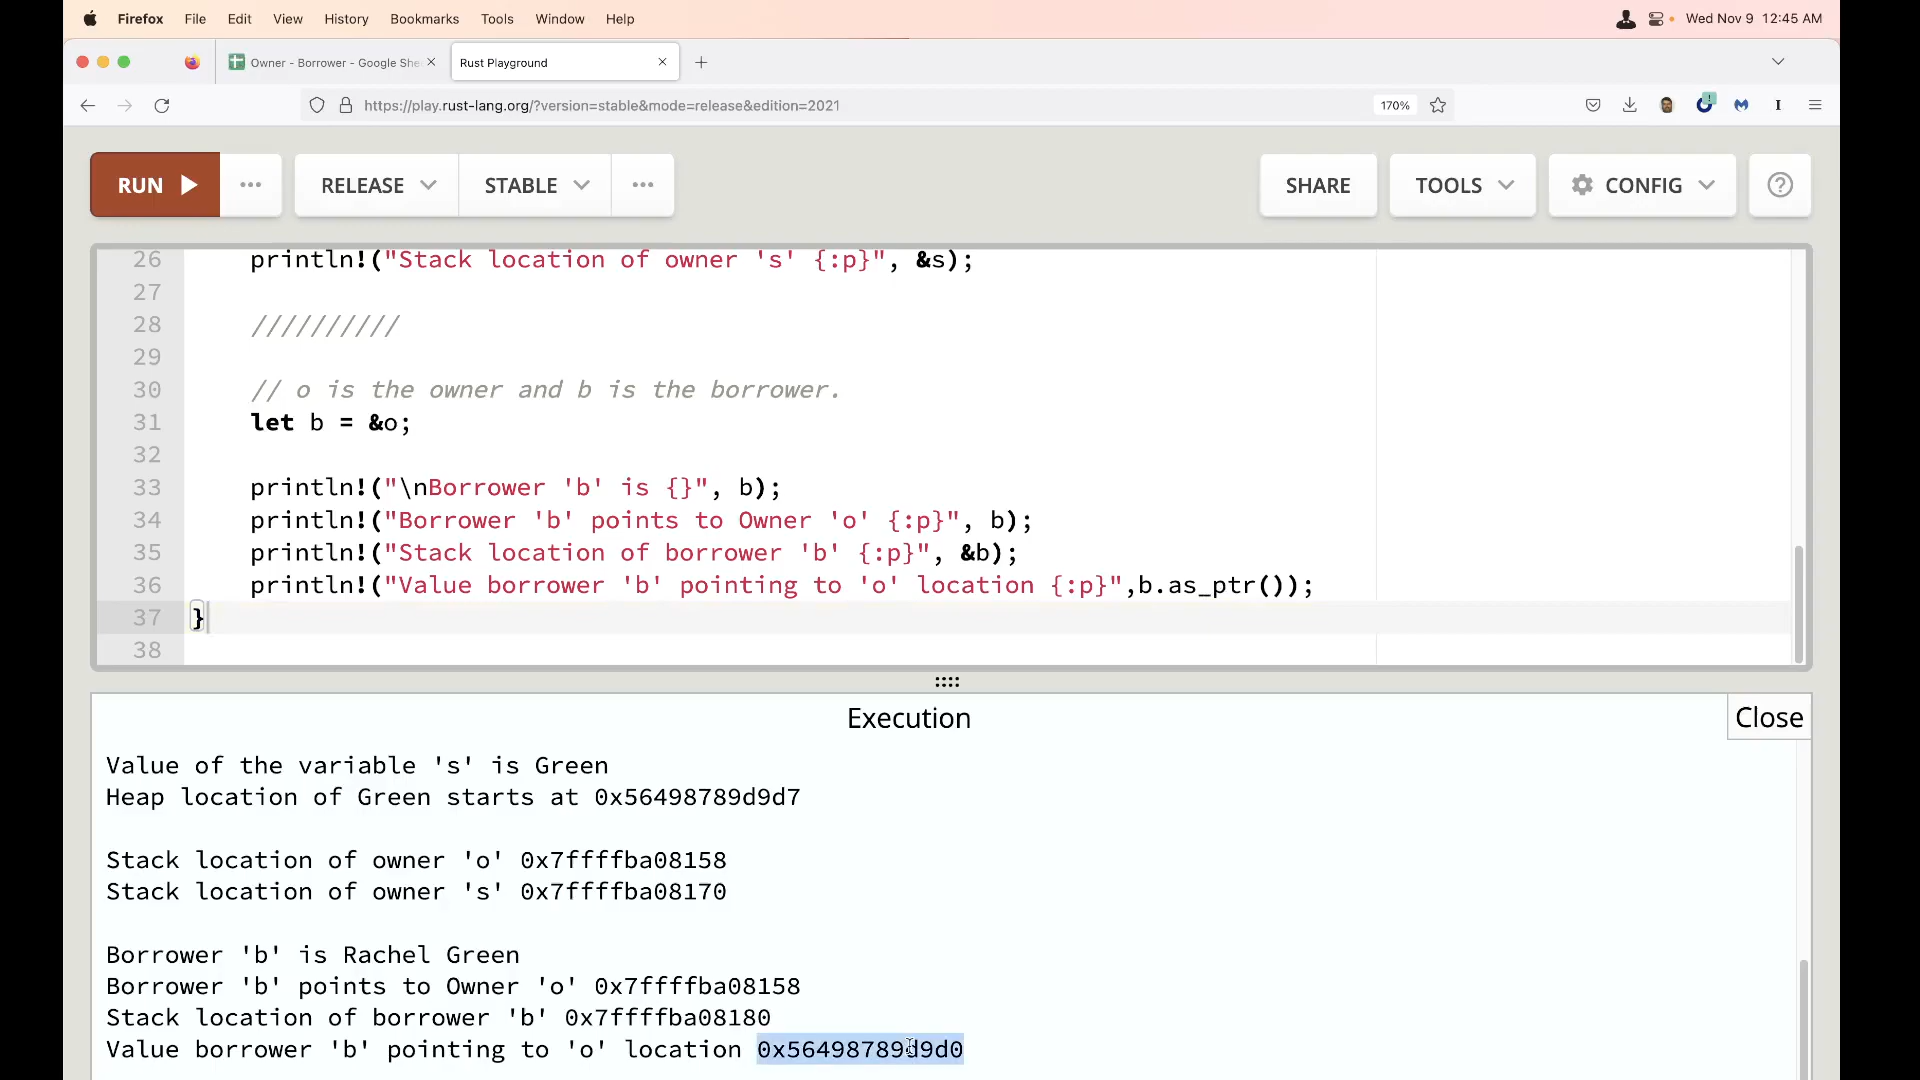 Firefox File Edit View History Bookmarks Tools Window Help Wed Nov 9 12:45 AM
Owner - Borrower - Google She Rust Playground
https://play.rust-lang.org/?version=stable&mode=release&edition=2021 170%
RUN ... RELEASE STABLE ... SHARE TOOLS CONFIG ?
26 println!("Stack location of owner 's' {:p}", &s);
27
28 //////////
29
30 // o is the owner and b is the borrower.
31 let b = &o;
32
33 println!("\nBorrower 'b' is {}", b);
34 println!("Borrower 'b' points to Owner 'o' {:p}", b);
35 println!("Stack location of borrower 'b' {:p}", &b);
36 println!("Value borrower 'b' pointing to 'o' location {:p}",b.as_ptr());
37 }
38
Execution Close
Value of the variable 's' is Green
Heap location of Green starts at 0x56498789d9d7
Stack location of owner 'o' 0x7ffffba08158
Stack location of owner 's' 0x7ffffba08170
Borrower 'b' is Rachel Green
Borrower 'b' points to Owner 'o' 0x7ffffba08158
Stack location of borrower 'b' 0x7ffffba08180
Value borrower 'b' pointing to 'o' location 0x56498789d9d0